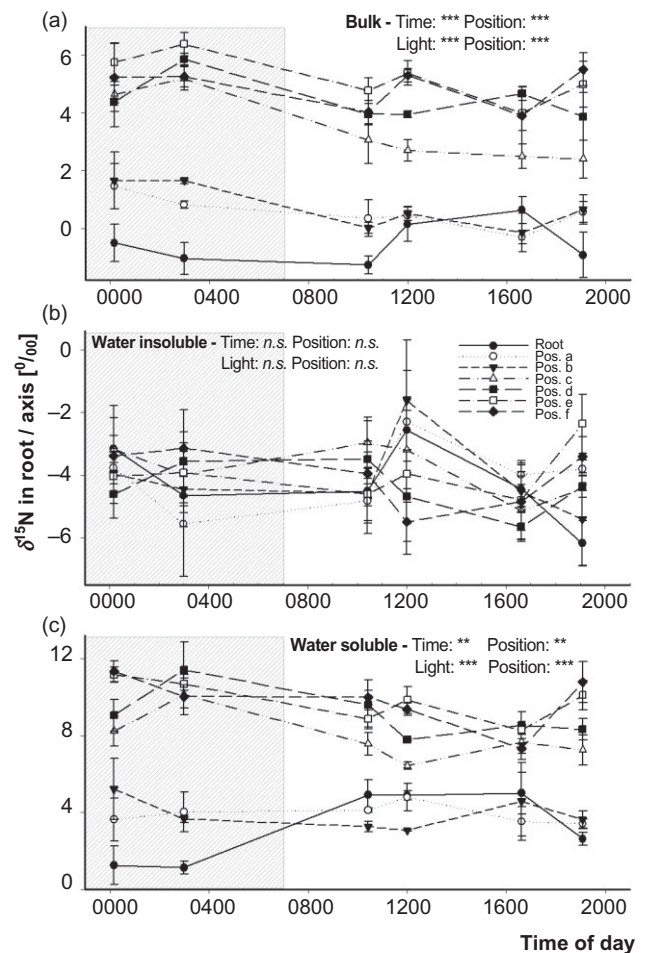 (a)
Bulk - Time: *** Position: ***
Light: *** Position: ***
6
4
2
0
0000 0400 0800 1200 1660 2000
(b)
Water insoluble - Time: n.s. Position: n.s.
Light: n.s. Position: n.s.
Root
Pos. a
Pos. b
Pos. c
Pos. d
Pos. e
Pos. f
0
−2
−4
−6
δ15N in root / axis [0/00]
0000 0400 0800 1200 1660 2000
(c)
Water soluble - Time: ** Position: **
Light: *** Position: ***
12
8
4
0
0000 0400 0800 1200 1660 2000
Time of day